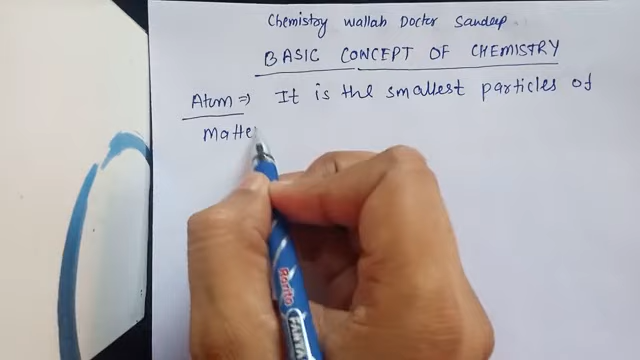 Chemistry Wallah Doctor Sandeep
BASIC CONCEPT OF CHEMISTRY
Atom ⇒ It is the smallest particles of
Matte